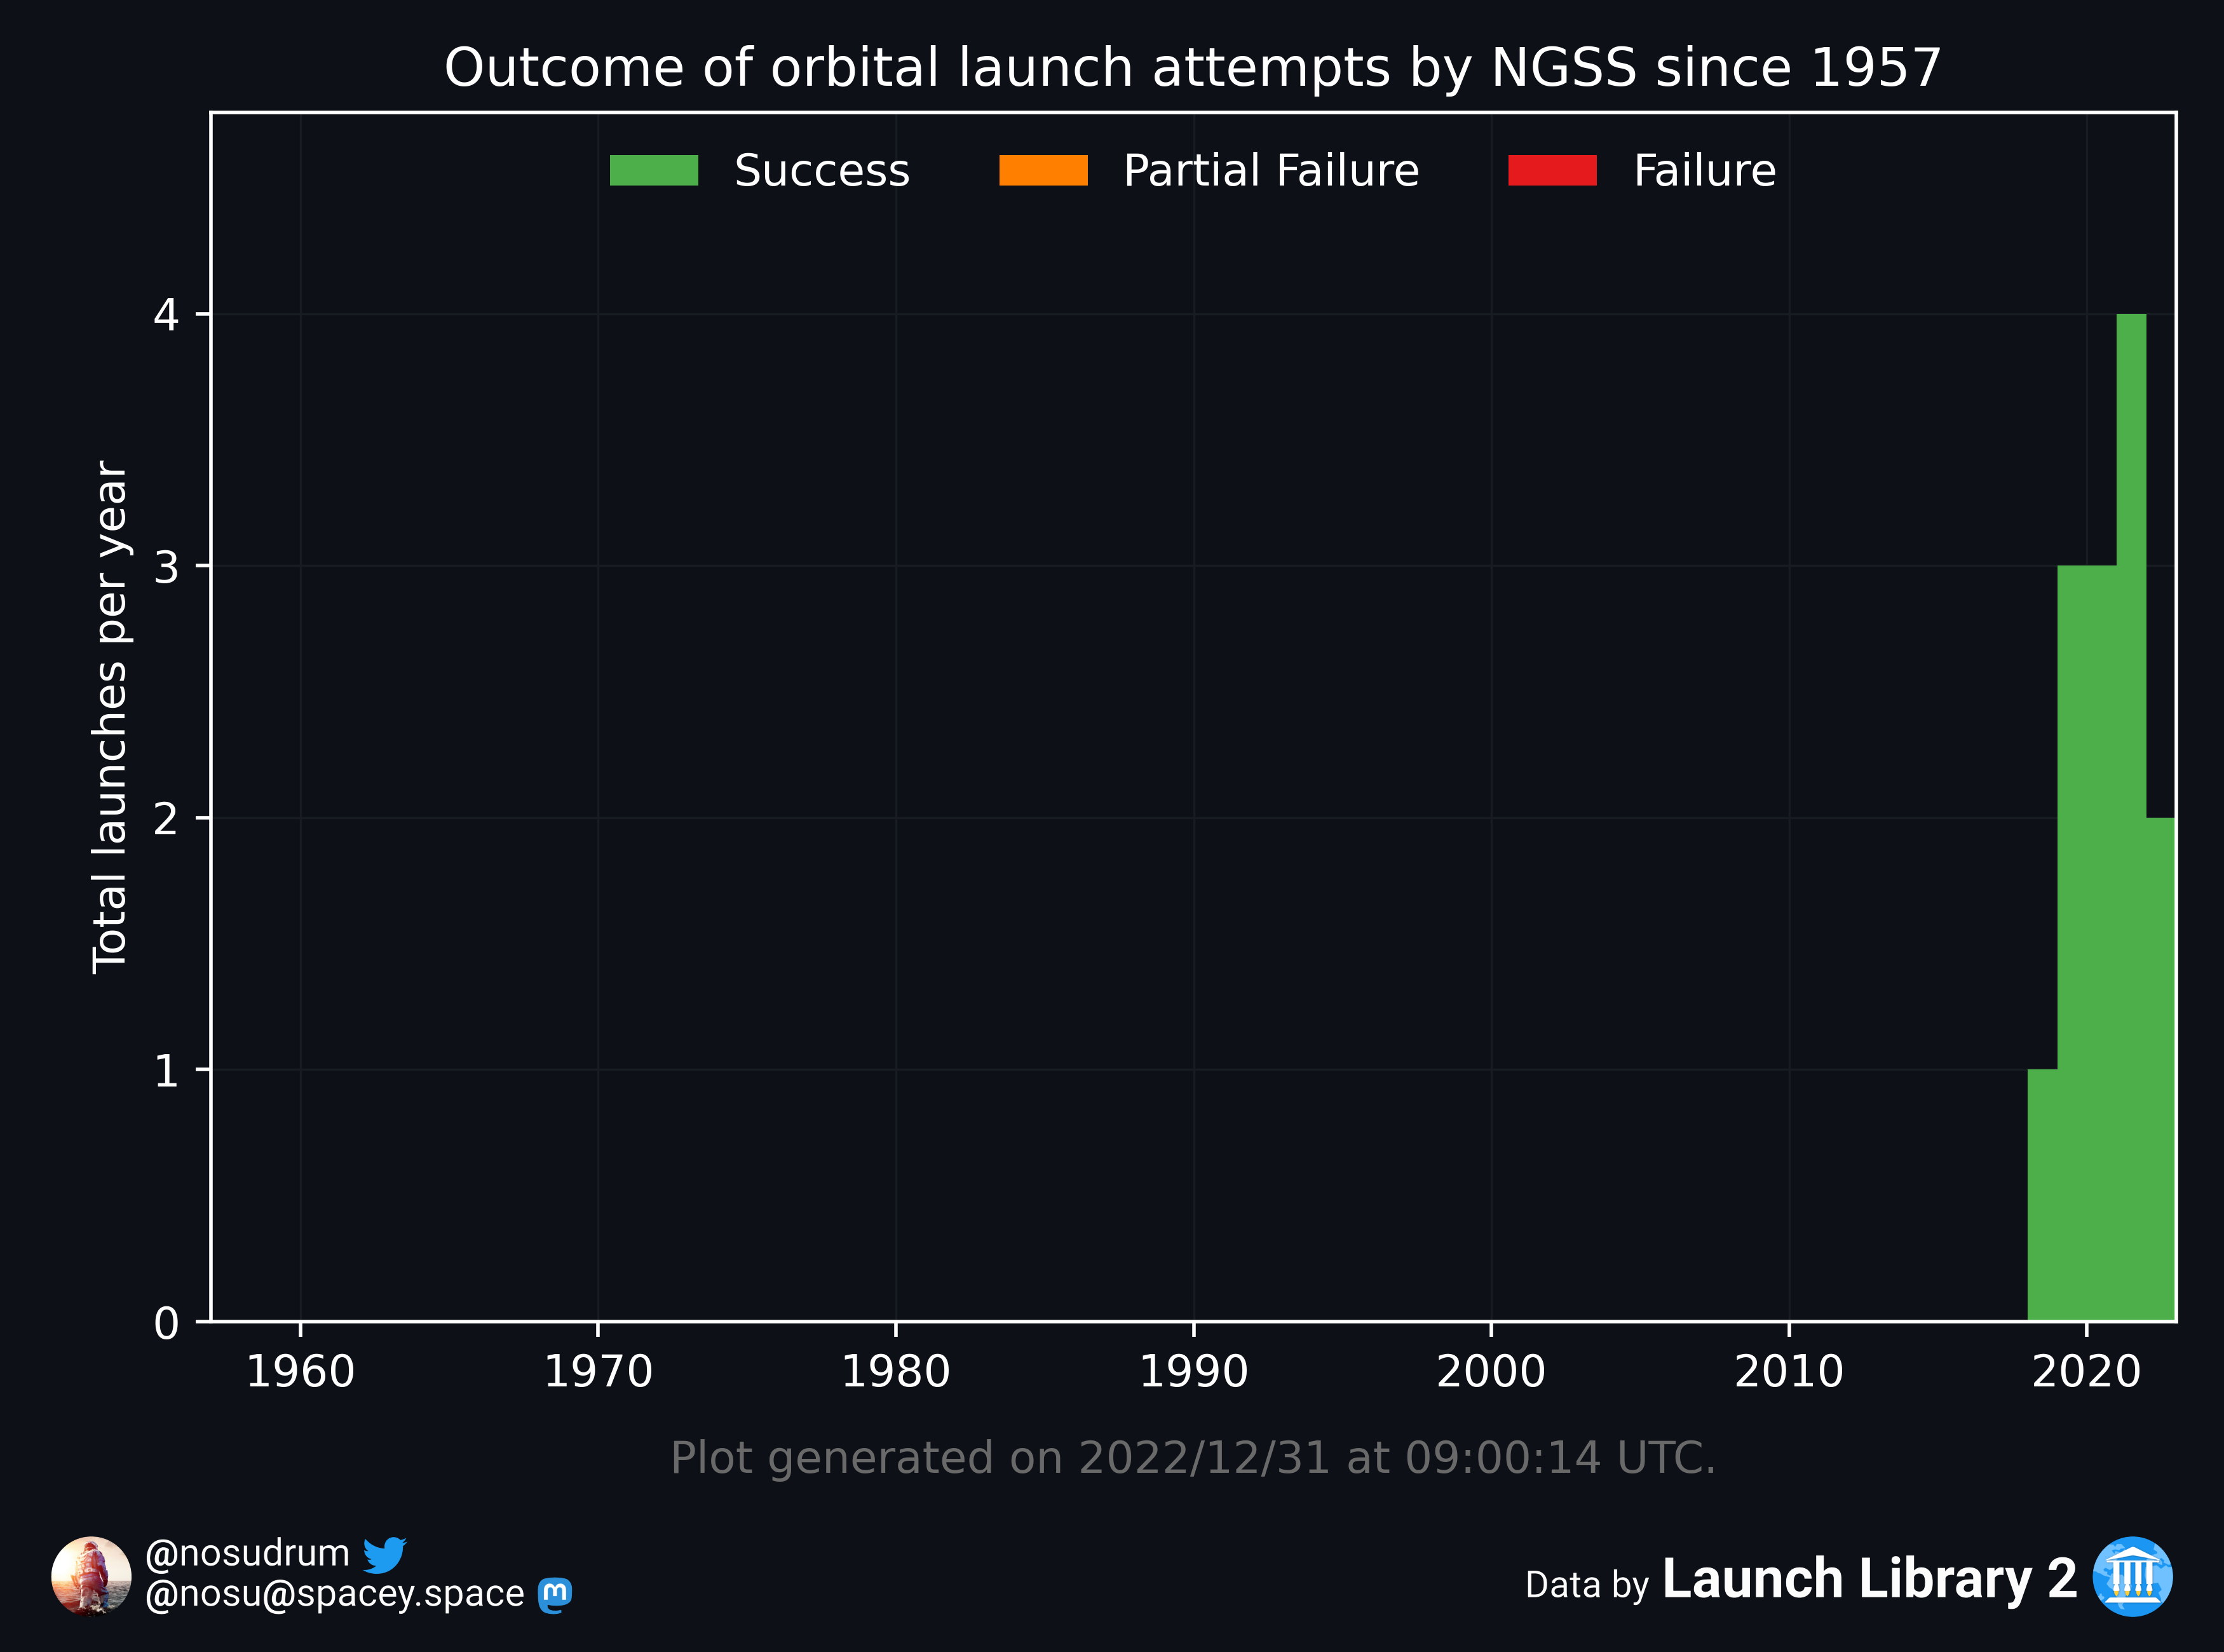 Outcome of orbital launch attempts by NGSS since 1957
Success Partial Failure Failure
Total launches per year
4
3
2
1
0
1960 1970 1980 1990 2000 2010 2020
Plot generated on 2022/12/31 at 09:00:14 UTC.
@nosudrum
@nosu@spacey.space
Data by Launch Library 2